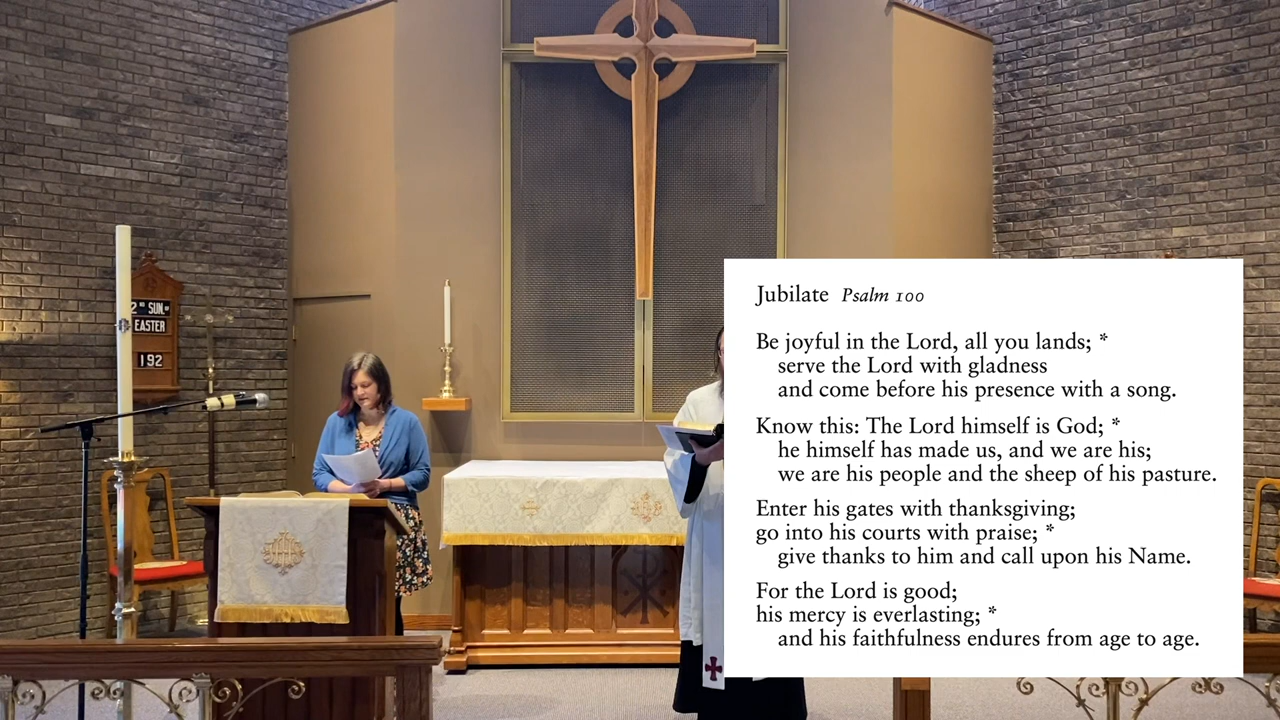 2ND SUN. OF
EASTER
192
Jubilate Psalm 100
Be joyful in the Lord, all you lands; *
serve the Lord with gladness
and come before his presence with a song.
Know this: The Lord himself is God; *
he himself has made us, and we are his;
we are his people and the sheep of his pasture.
Enter his gates with thanksgiving;
go into his courts with praise; *
give thanks to him and call upon his Name.
For the Lord is good;
his mercy is everlasting; *
and his faithfulness endures from age to age.